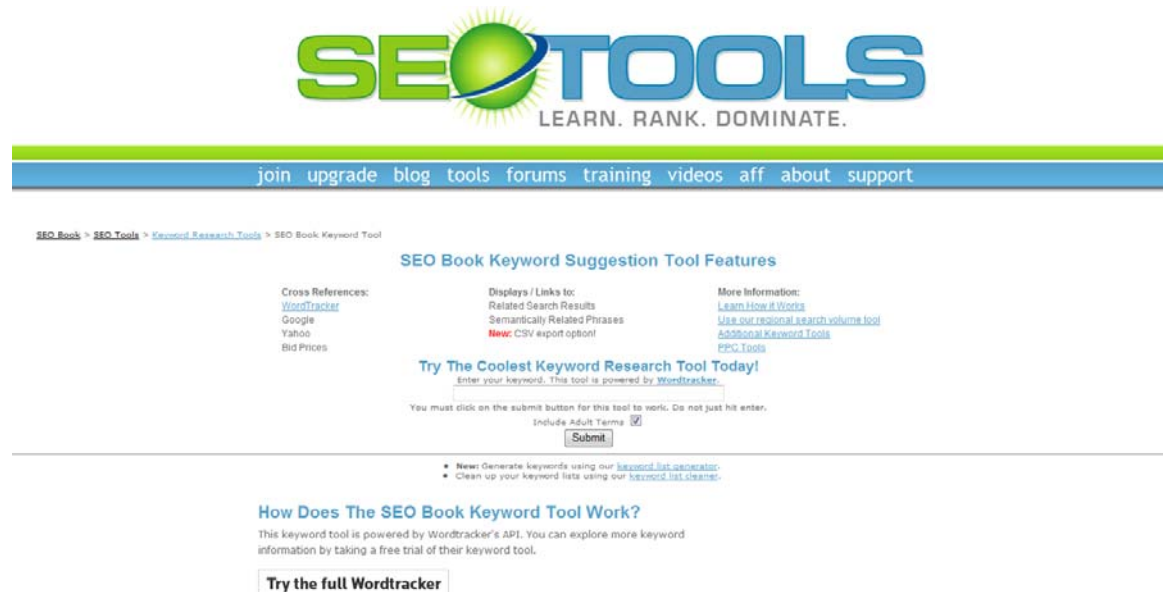 SEO TOOLS
LEARN. RANK. DOMINATE.
join upgrade blog tools forums training videos aff about support
SEO Book > SEO Tools > Keyword Research Tools > SEO Book Keyword Tool
SEO Book Keyword Suggestion Tool Features
Cross References:
WordTracker
Google
Yahoo
Bid Prices
Displays / Links to:
Related Search Results
Semantically Related Phrases
New: CSV export option!
More Information:
Learn How it Works
Use our regional search volume tool
Additional Keyword Tools
PPC Tools
Try The Coolest Keyword Research Tool Today!
Enter your keyword. This tool is powered by Wordtracker.
You must click on the submit button for this tool to work. Do not just hit enter.
Include Adult Terms
Submit
New: Generate keywords using our keyword list generator.
Clean up your keyword lists using our keyword list cleaner.
How Does The SEO Book Keyword Tool Work?
This keyword tool is powered by Wordtracker's API. You can explore more keyword
information by taking a free trial of their keyword tool.
Try the full Wordtracker